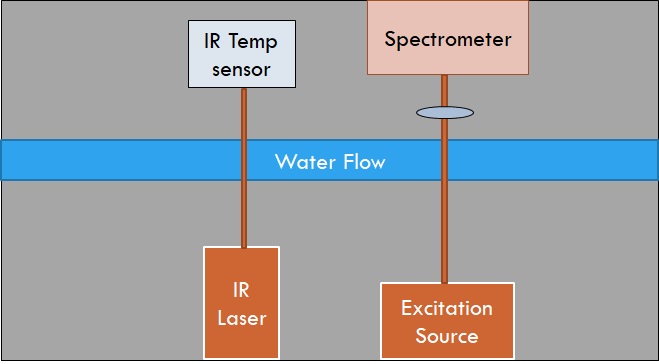 IR Temp
sensor
Spectrometer
Water Flow
IR
Laser
Excitation
Source